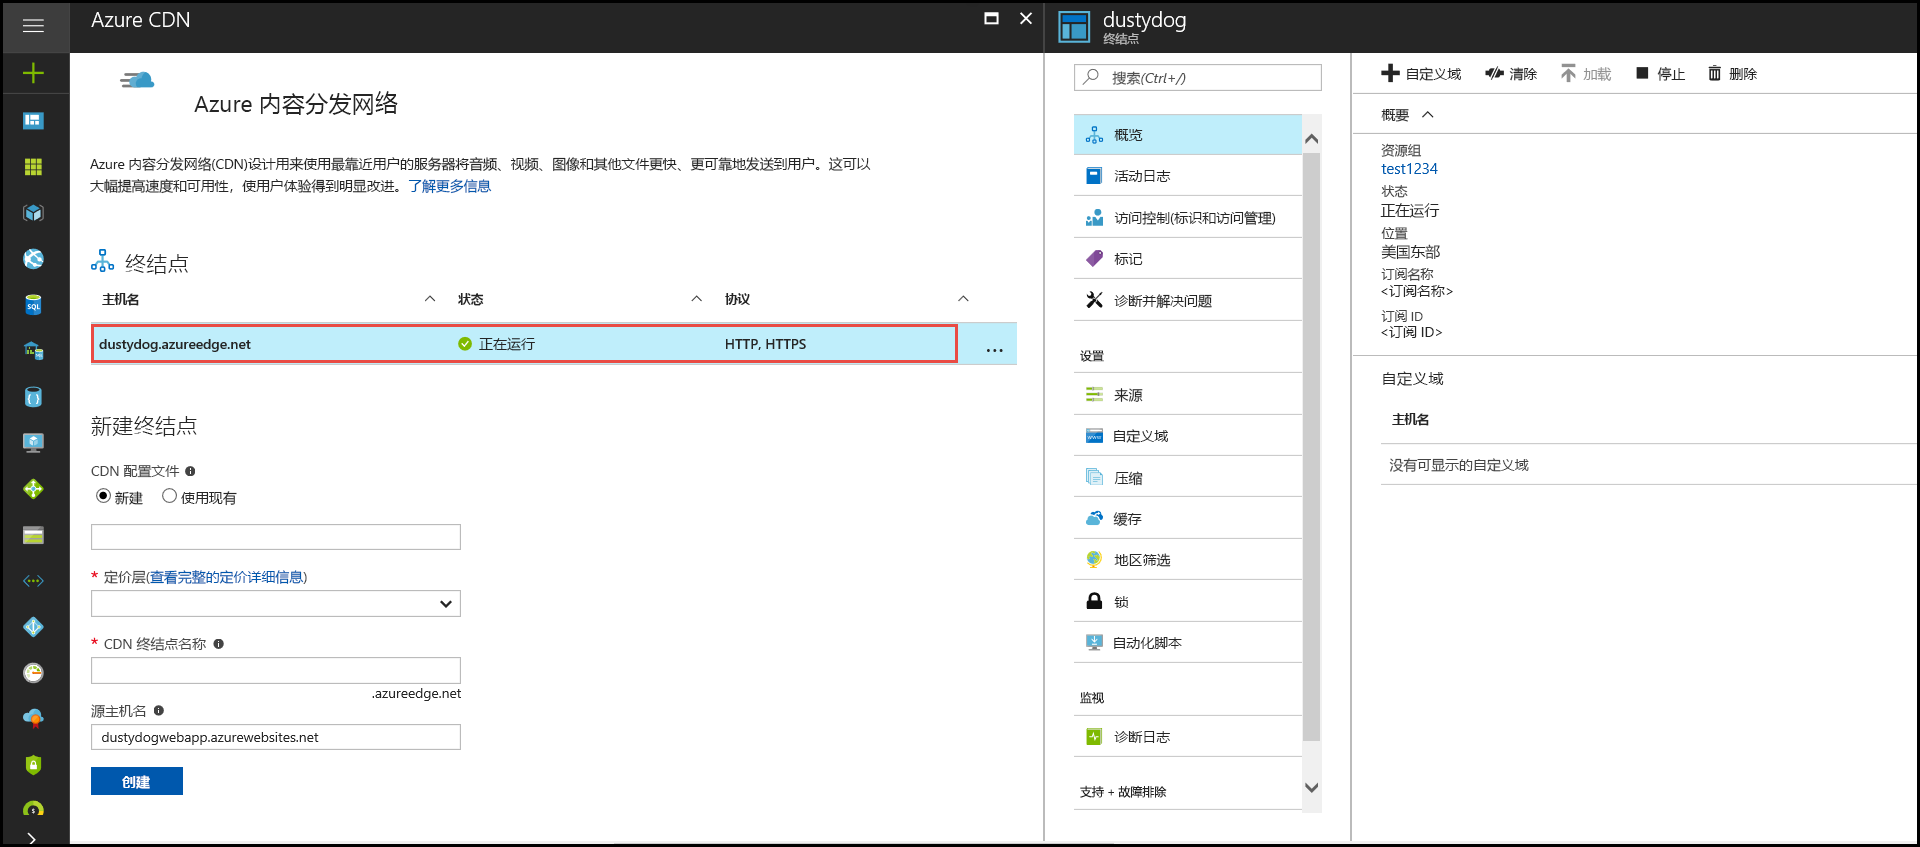 Azure CDN
Azure 内容分发网络
Azure 内容分发网络(CDN)设计用来使用最靠近用户的服务器将音频、视频、图像和其他文件更快、更可靠地发送到用户。这可以
大幅提高速度和可用性，使用户体验得到明显改进。了解更多信息
终结点
主机名 状态 协议
dustydog.azureedge.net 正在运行 HTTP, HTTPS ...
新建终结点
CDN 配置文件
新建 使用现有
* 定价层(查看完整的定价详细信息)
* CDN 终结点名称
.azureedge.net
源主机名
dustydogwebapp.azurewebsites.net
创建
dustydog
终结点
搜索(Ctrl+/)
概览
活动日志
访问控制(标识和访问管理)
标记
诊断并解决问题
设置
来源
自定义域
压缩
缓存
地区筛选
锁
自动化脚本
监视
诊断日志
支持 + 故障排除
自定义域 清除 加载 停止 删除
概要
资源组
test1234
状态
正在运行
位置
美国东部
订阅名称
<订阅名称>
订阅 ID
<订阅 ID>
自定义域
主机名
没有可显示的自定义域
SQL